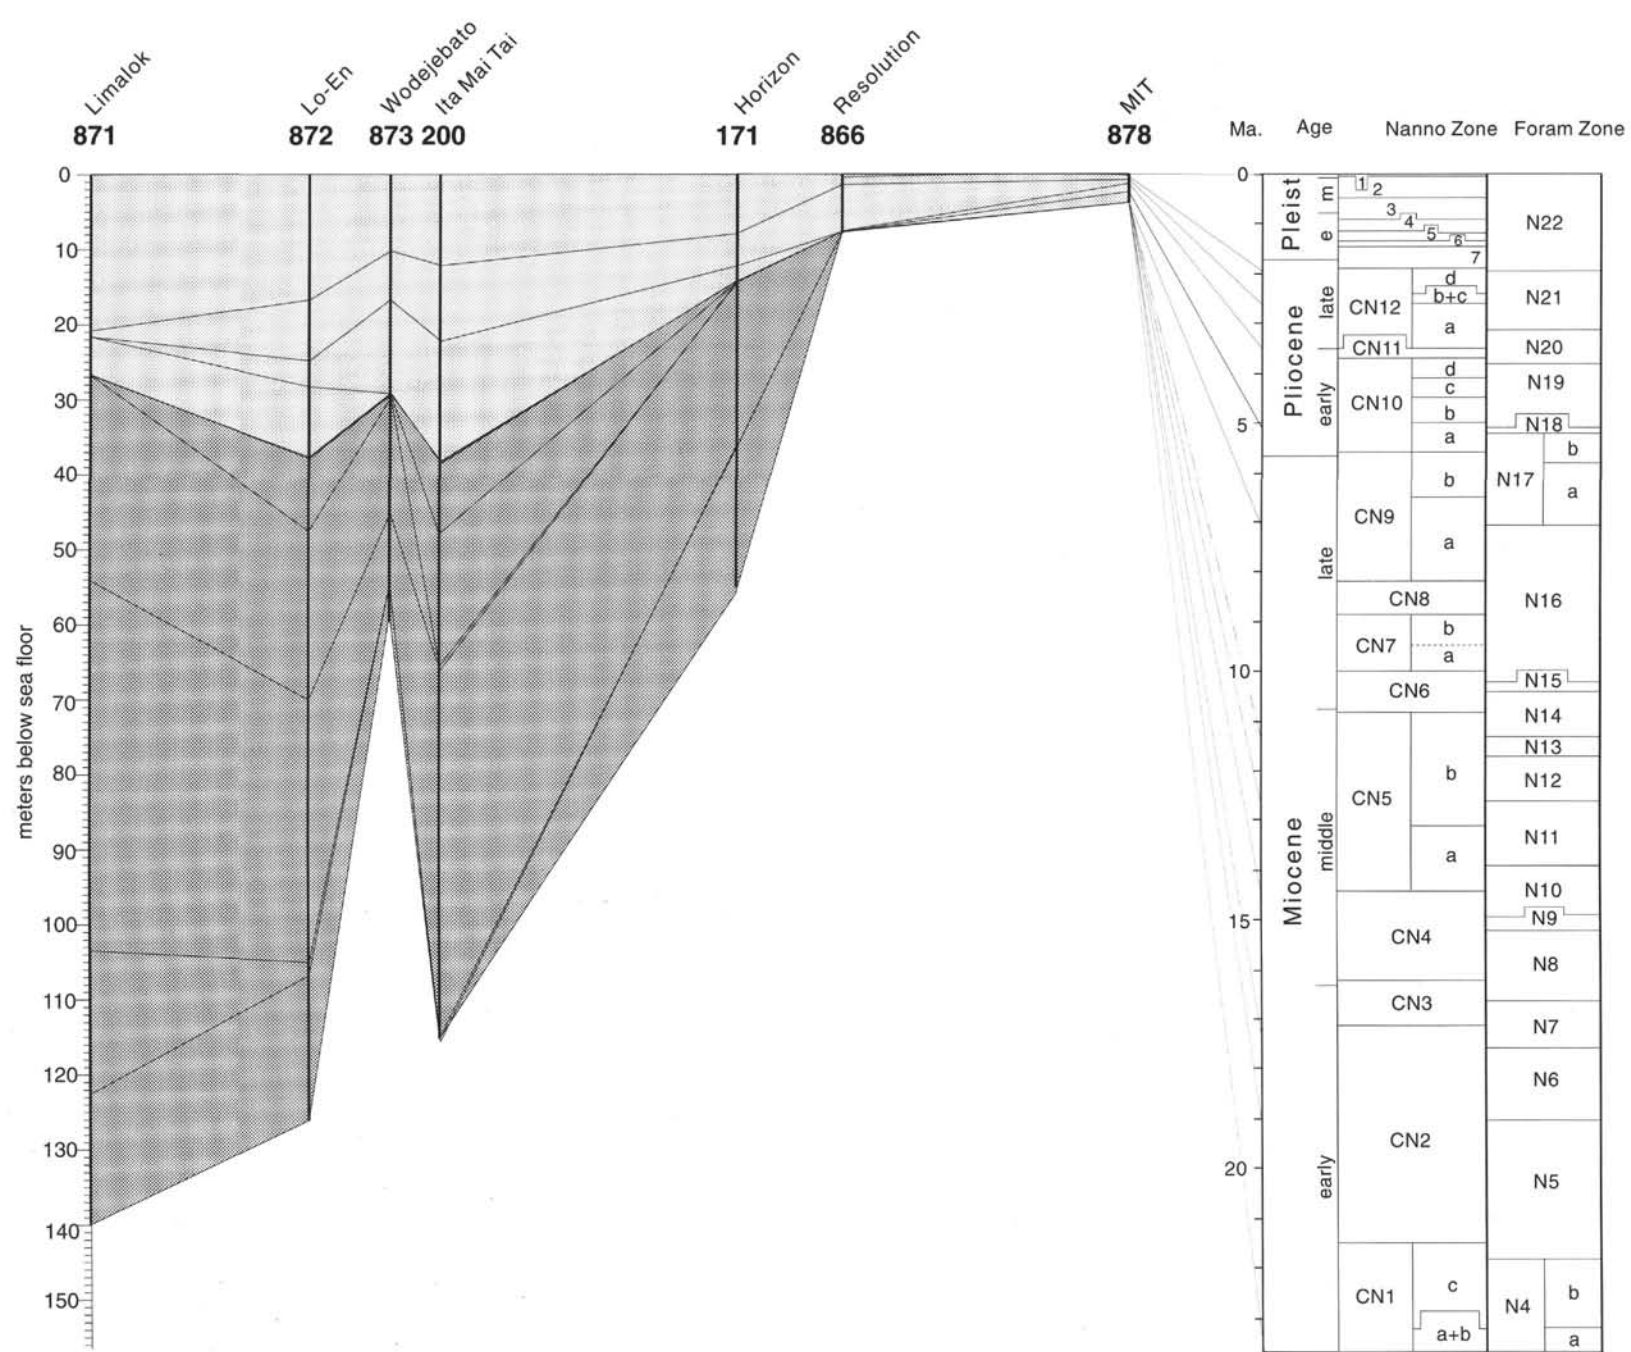 Limalok
Lo-En
Wodejebato
Ita Mai Tai
Horizon
Resolution
MIT
871 872 873 200 171 866 878
Ma. Age Nanno Zone Foram Zone
meters below sea floor
0
10
20
30
40
50
60
70
80
90
100
110
120
130
140
150
0
5
10
15
20
Pleist
m
e
Pliocene
late
early
Miocene
late
middle
early
1
2
3
4
5
6
7
CN12
d
b+c
a
CN11
CN10
d
c
b
a
CN9
b
a
CN8
CN7
b
a
CN6
CN5
b
a
CN4
CN3
CN2
CN1
c
a+b
N22
N21
N20
N19
N18
N17
b
a
N16
N15
N14
N13
N12
N11
N10
N9
N8
N7
N6
N5
N4
b
a